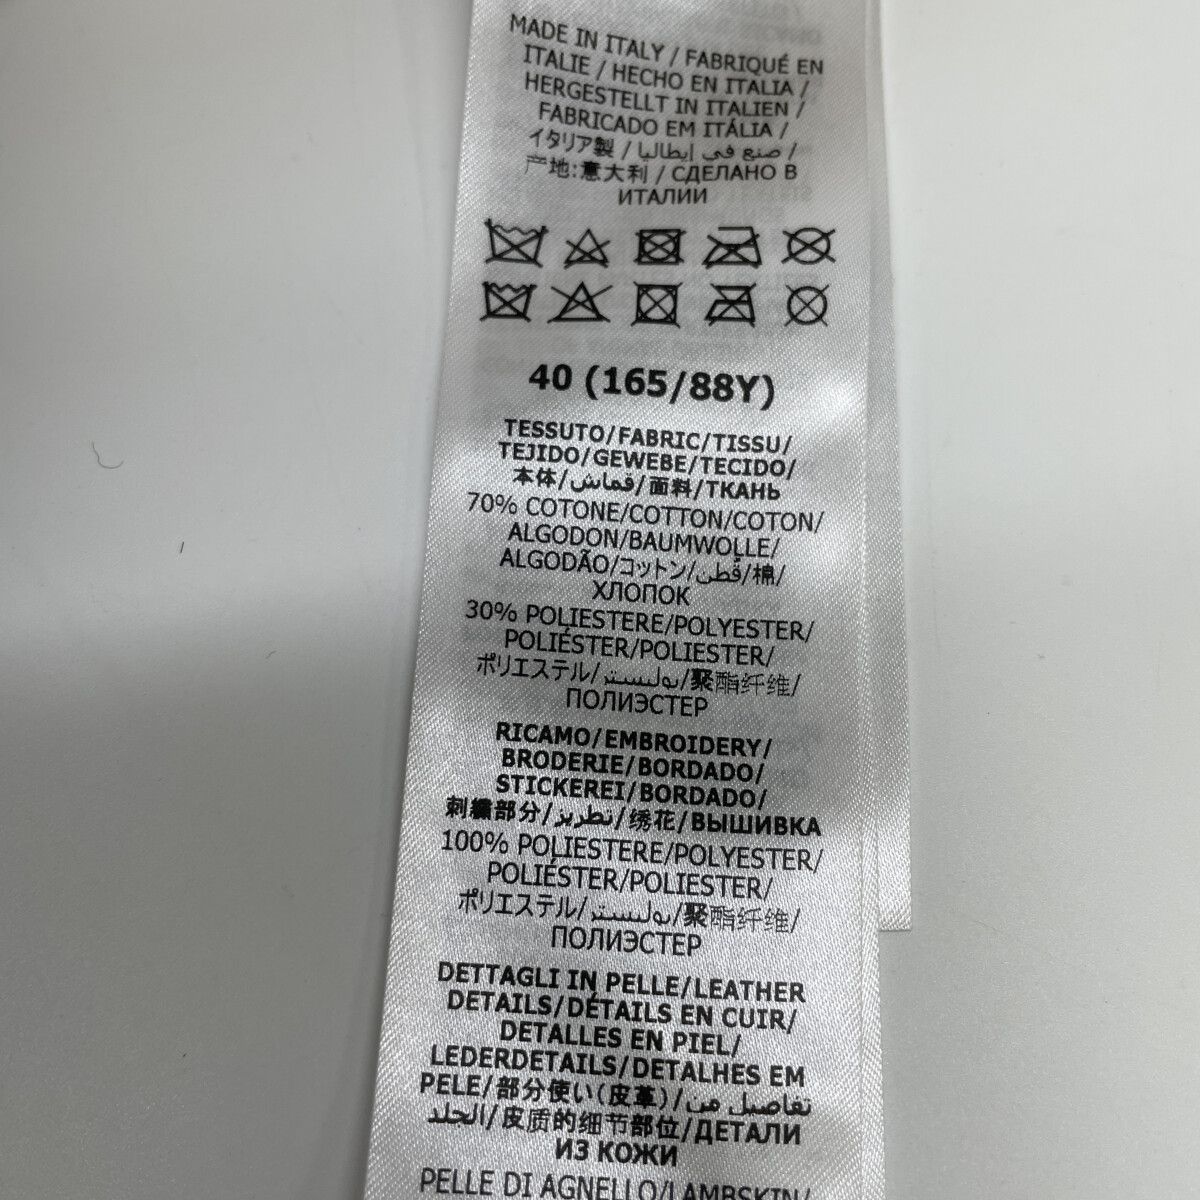 MADE IN ITALY / FABRIQUÉ EN
ITALIE / HECHO EN ITALIA /
HERGESTELLT IN ITALIEN /
FABRICADO EM ITÁLIA /
イタリア製 / صنع في إيطاليا /
产地:意大利 / СДЕЛАНО В
ИТАЛИИ
40 (165/88Y)
TESSUTO/FABRIC/TISSU/
TEJIDO/GEWEBE/TECIDO/
本体/قماش/面料/ТКАНЬ
70% COTONE/COTTON/COTON/
ALGODON/BAUMWOLLE/
ALGODÃO/コットン/قُطن/棉/
ХЛОПОК
30% POLIESTERE/POLYESTER/
POLIÉSTER/POLIESTER/
ポリエステル/بوليستر/聚酯纤维/
ПОЛИЭСТЕР
RICAMO/EMBROIDERY/
BRODERIE/BORDADO/
STICKEREI/BORDADO/
刺繍部分/تطريز/绣花/ВЫШИВКА
100% POLIESTERE/POLYESTER/
POLIÉSTER/POLIESTER/
ポリエステル/بوليستر/聚酯纤维/
ПОЛИЭСТЕР
DETTAGLI IN PELLE/LEATHER
DETAILS/DÉTAILS EN CUIR/
DETALLES EN PIEL/
LEDERDETAILS/DETALHES EM
PELE/部分使い(皮革)/تفاصيل من
الجلد/皮质的细节部位/ДЕТАЛИ
ИЗ КОЖИ
PELLE DI AGNELLO/LAMBSKIN/